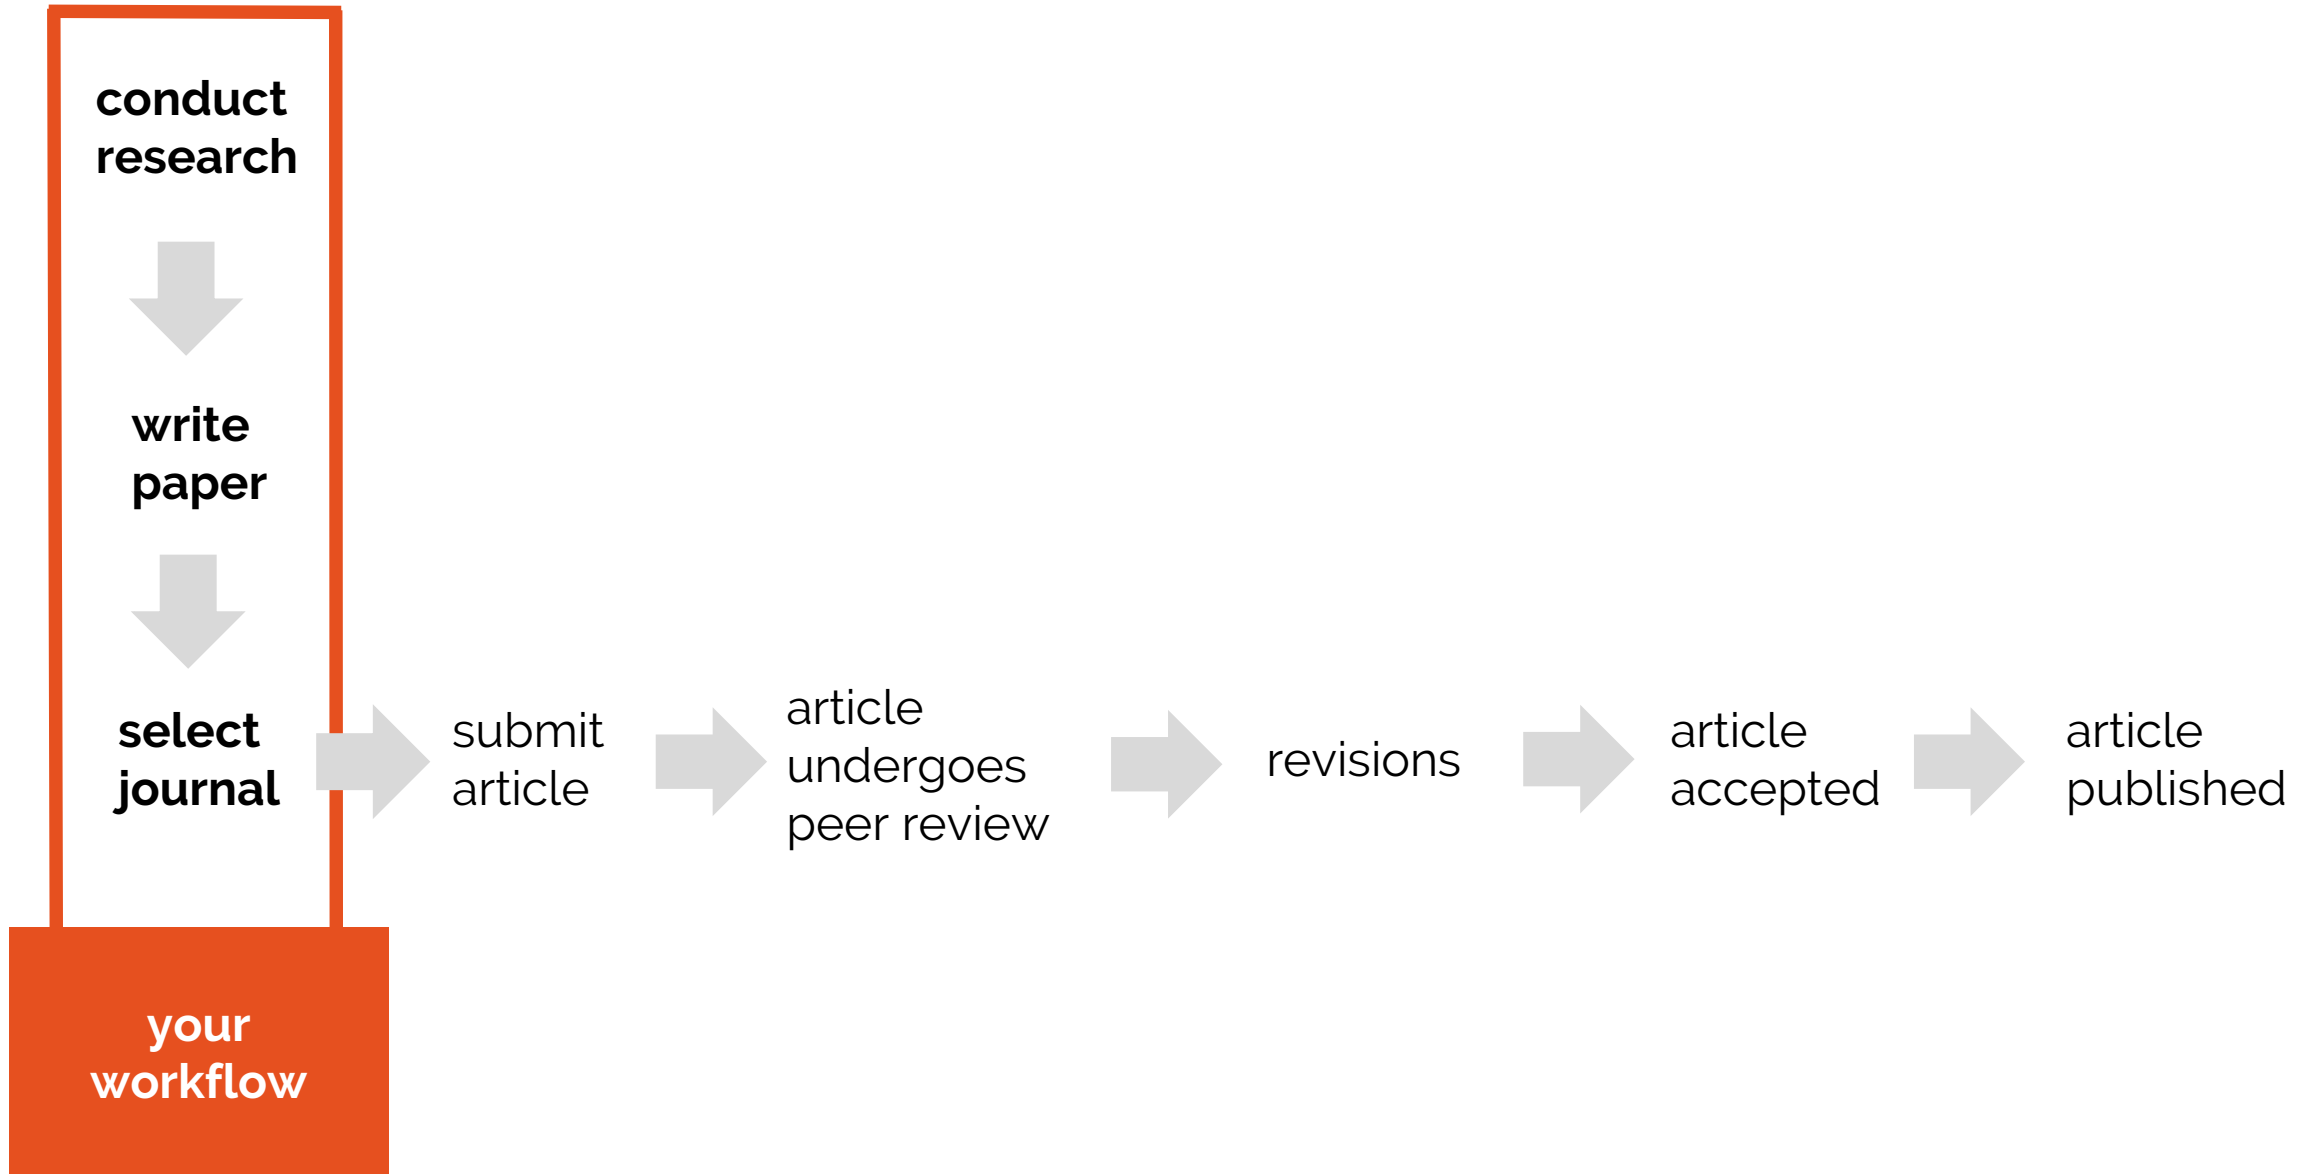 conduct
research
write
paper
select
journal
submit
article
article
undergoes
peer review
revisions
article
accepted
article
published
your
workflow